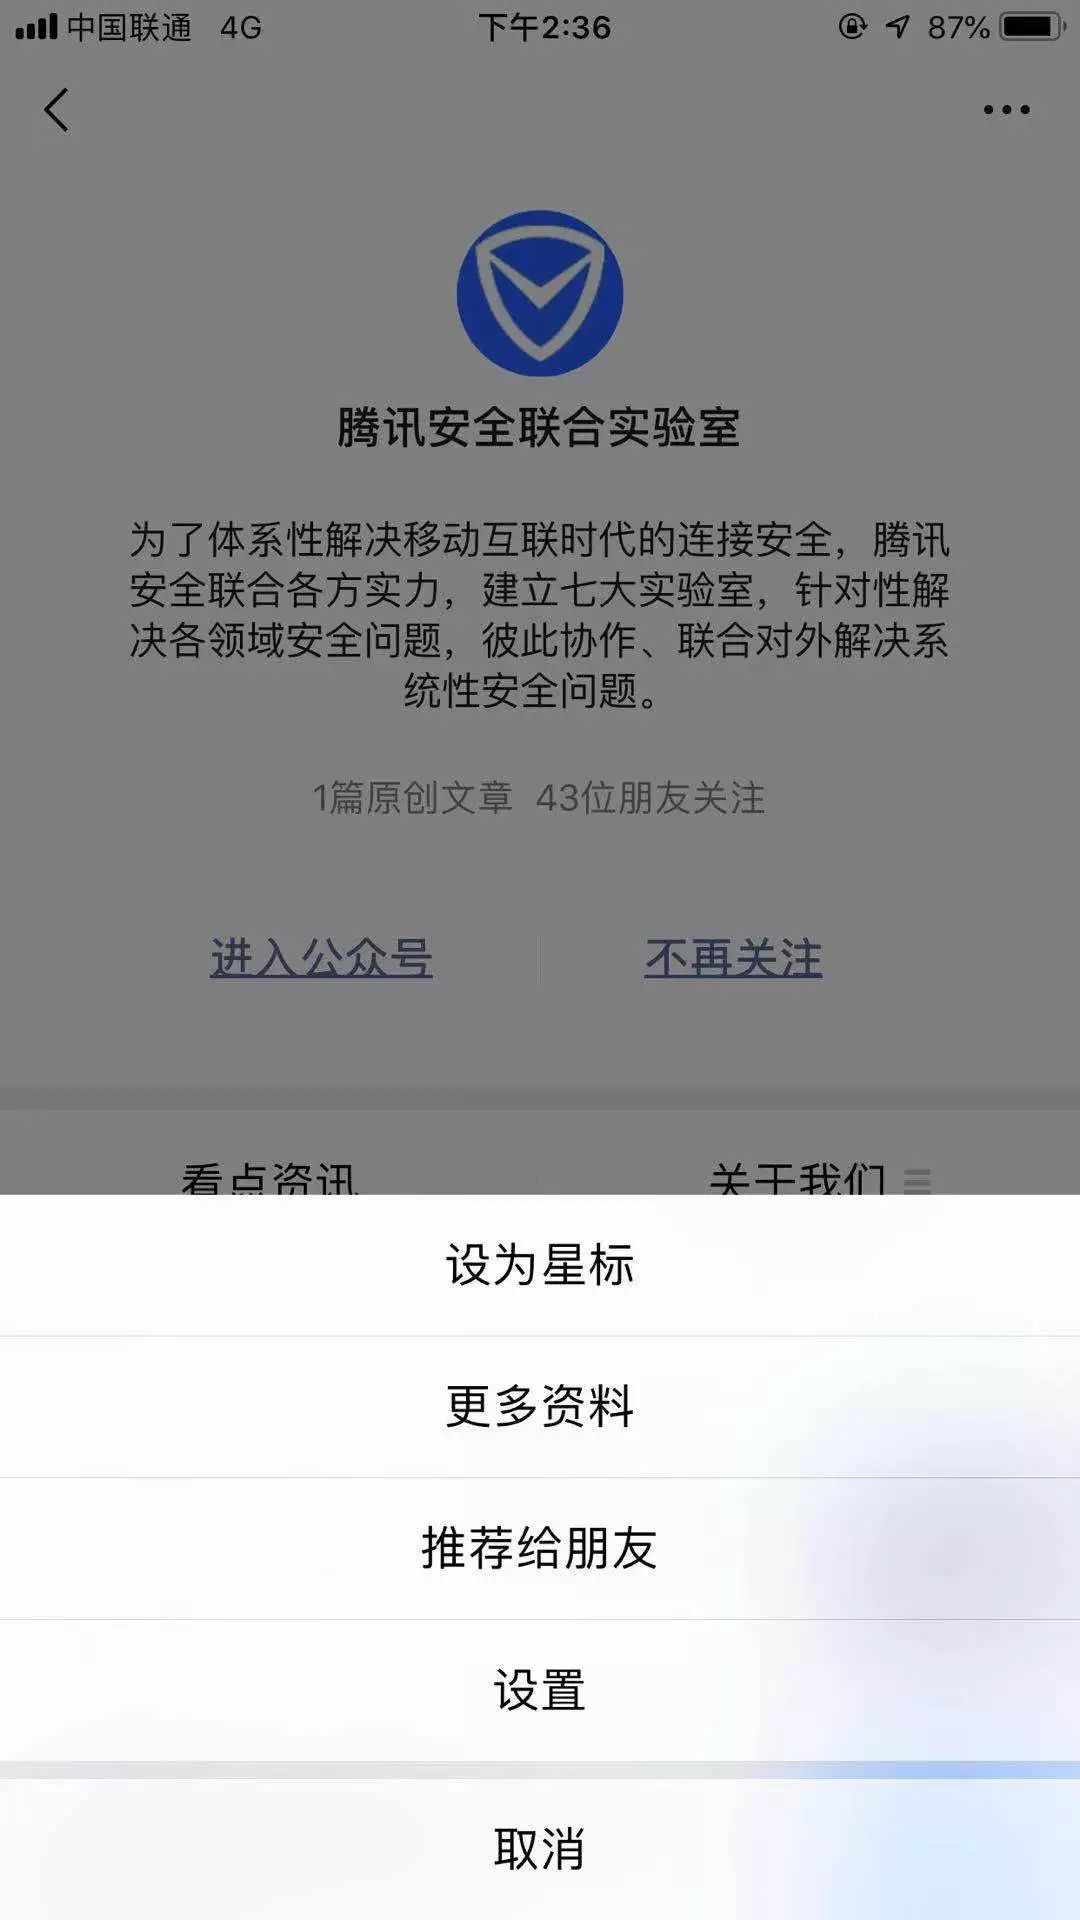 中国联通 4G 下午2:36 87%
腾讯安全联合实验室
为了体系性解决移动互联时代的连接安全，腾讯
安全联合各方实力，建立七大实验室，针对性解
决各领域安全问题，彼此协作、联合对外解决系
统性安全问题。
1篇原创文章 43位朋友关注
进入公众号 不再关注
看点资讯 关于我们
设为星标
更多资料
推荐给朋友
设置
取消